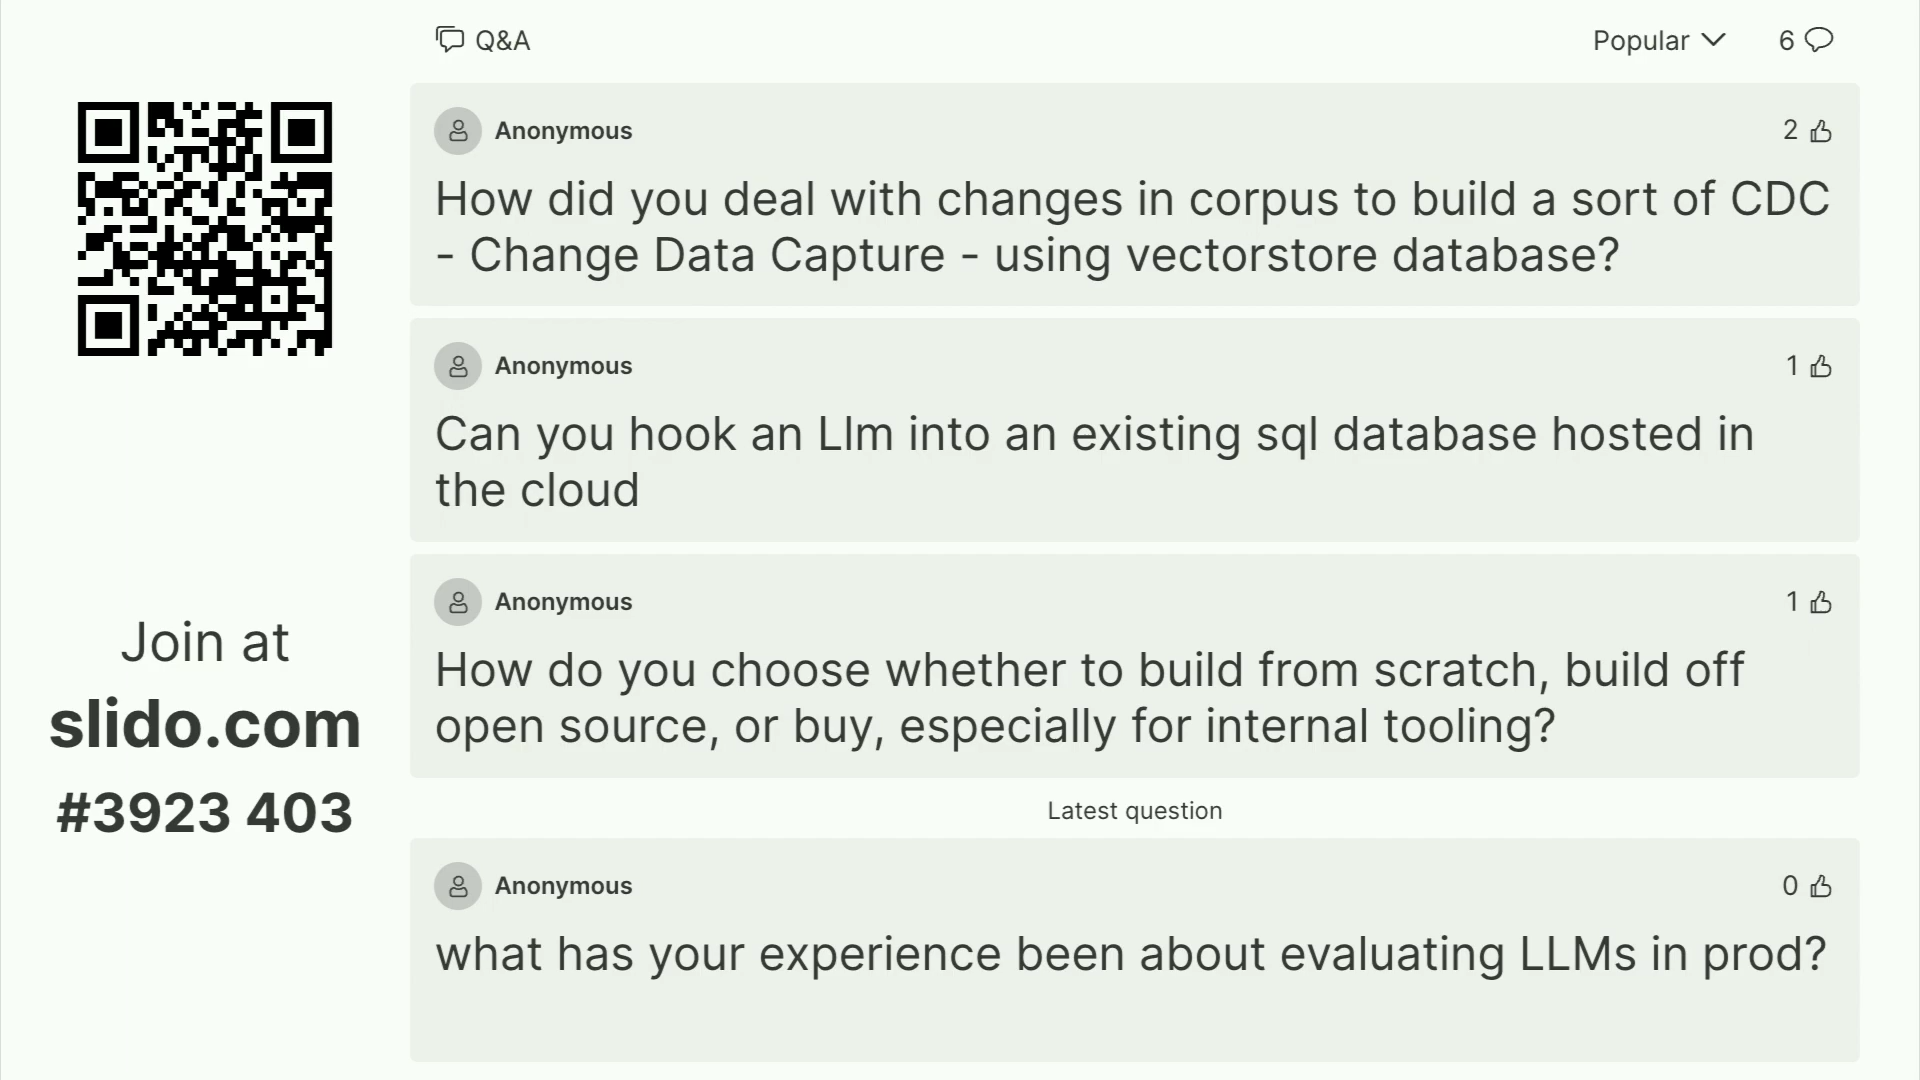 Q&A
Popular
6
Anonymous
2
How did you deal with changes in corpus to build a sort of CDC
- Change Data Capture - using vectorstore database?
Anonymous
1
Can you hook an Llm into an existing sql database hosted in
the cloud
Anonymous
1
How do you choose whether to build from scratch, build off
open source, or buy, especially for internal tooling?
Latest question
Anonymous
0
what has your experience been about evaluating LLMs in prod?
Join at
slido.com
#3923 403